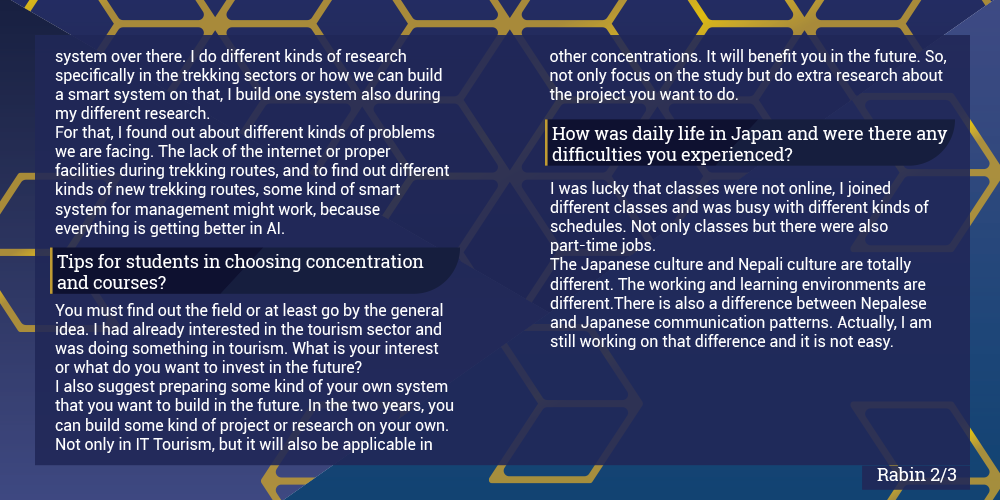 system over there. I do different kinds of research
specifically in the trekking sectors or how we can build
a smart system on that, I build one system also during
my different research.
For that, I found out about different kinds of problems
we are facing. The lack of the internet or proper
facilities during trekking routes, and to find out different
kinds of new trekking routes, some kind of smart
system for management might work, because
everything is getting better in AI.
Tips for students in choosing concentration
and courses?
You must find out the field or at least go by the general
idea. I had already interested in the tourism sector and
was doing something in tourism. What is your interest
or what do you want to invest in the future?
I also suggest preparing some kind of your own system
that you want to build in the future. In the two years, you
can build some kind of project or research on your own.
Not only in IT Tourism, but it will also be applicable in
other concentrations. It will benefit you in the future. So,
not only focus on the study but do extra research about
the project you want to do.
How was daily life in Japan and were there any
difficulties you experienced?
I was lucky that classes were not online, I joined
different classes and was busy with different kinds of
schedules. Not only classes but there were also
part-time jobs.
The Japanese culture and Nepali culture are totally
different. The working and learning environments are
different.There is also a difference between Nepalese
and Japanese communication patterns. Actually, I am
still working on that difference and it is not easy.
Rabin 2/3